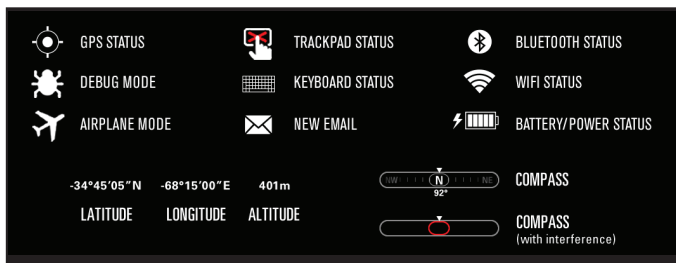 GPS STATUS
TRACKPAD STATUS
BLUETOOTH STATUS
DEBUG MODE
KEYBOARD STATUS
WIFI STATUS
AIRPLANE MODE
NEW EMAIL
BATTERY/POWER STATUS
-34°45'05"N -68°15'00"E 401m
LATITUDE LONGITUDE ALTITUDE
NW N NE
92°
COMPASS
COMPASS
(with interference)